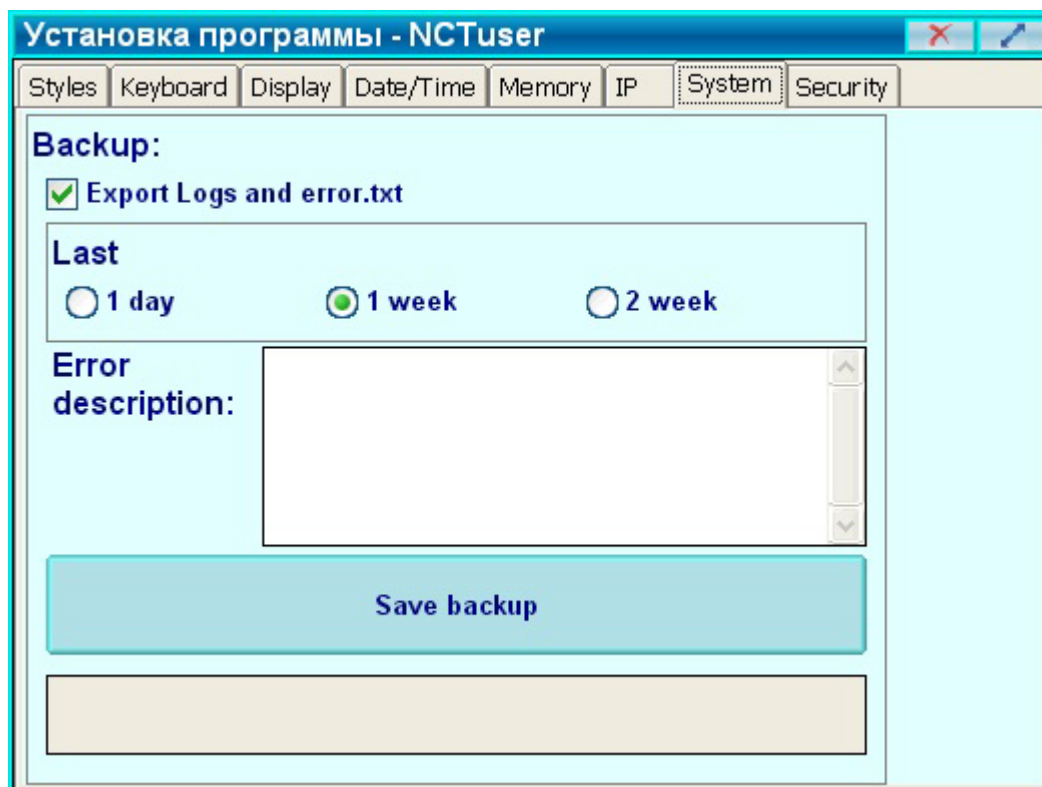 Установка программы - NCTuser
Styles Keyboard Display Date/Time Memory IP System Security
Backup:
Export Logs and error.txt
Last
1 day 1 week 2 week
Error
description:
Save backup